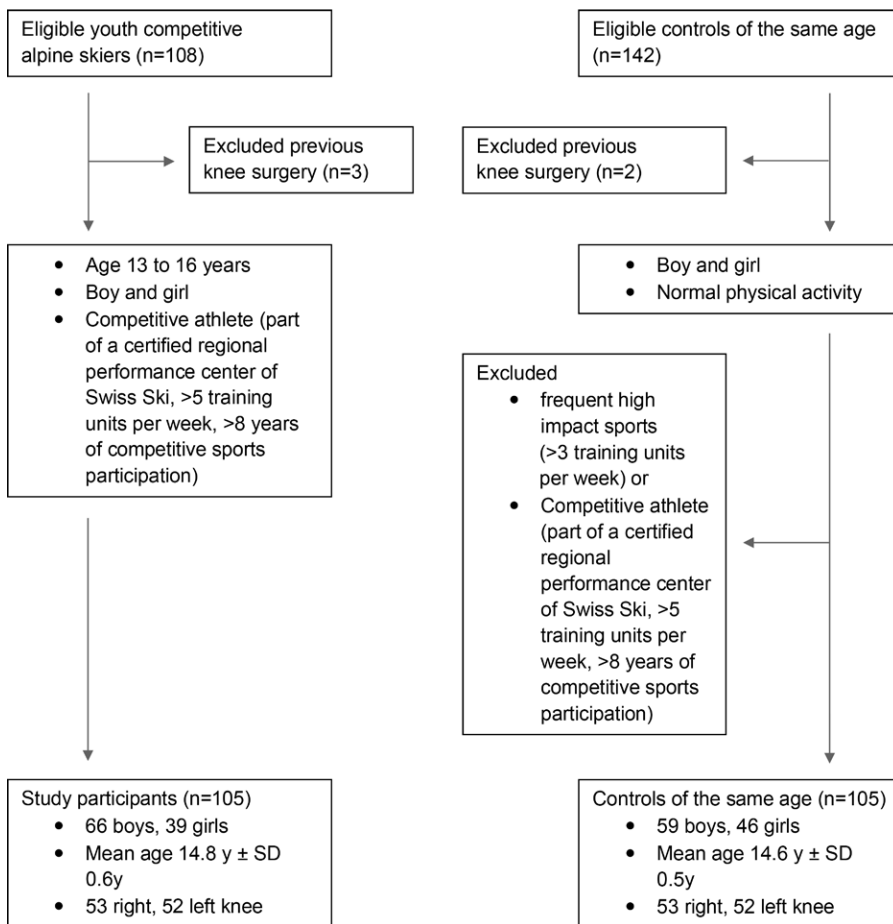 Eligible youth competitive
alpine skiers (n=108)
Eligible controls of the same age
(n=142)
Excluded previous
knee surgery (n=3)
Excluded previous
knee surgery (n=2)
• Age 13 to 16 years
• Boy and girl
• Competitive athlete (part
of a certified regional
performance center of
Swiss Ski, >5 training
units per week, >8 years
of competitive sports
participation)
• Boy and girl
• Normal physical activity
Excluded
• frequent high
impact sports
(>3 training units
per week) or
• Competitive athlete
(part of a certified
regional
performance center
of Swiss Ski, >5
training units per
week, >8 years of
competitive sports
participation)
Study participants (n=105)
• 66 boys, 39 girls
• Mean age 14.8 y ± SD
0.6y
• 53 right, 52 left knee
Controls of the same age (n=105)
• 59 boys, 46 girls
• Mean age 14.6 y ± SD
0.5y
• 53 right, 52 left knee